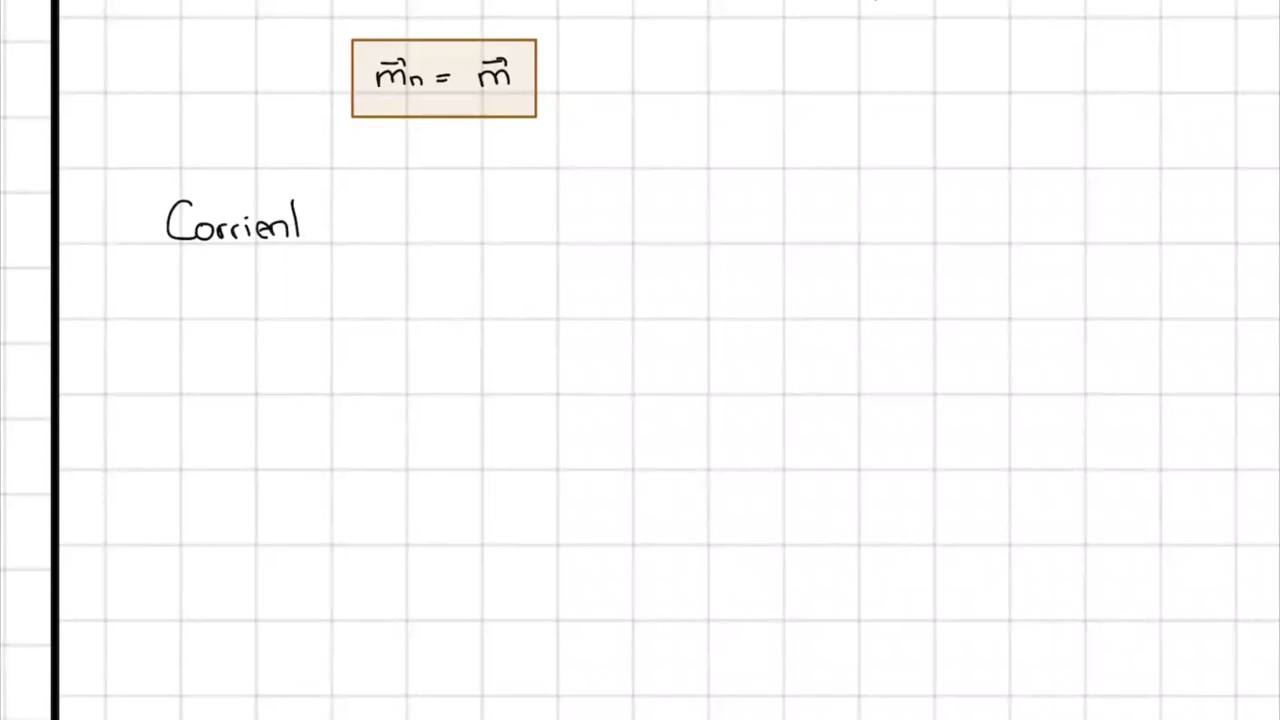 m⃗ₙ = m⃗
Corrienl